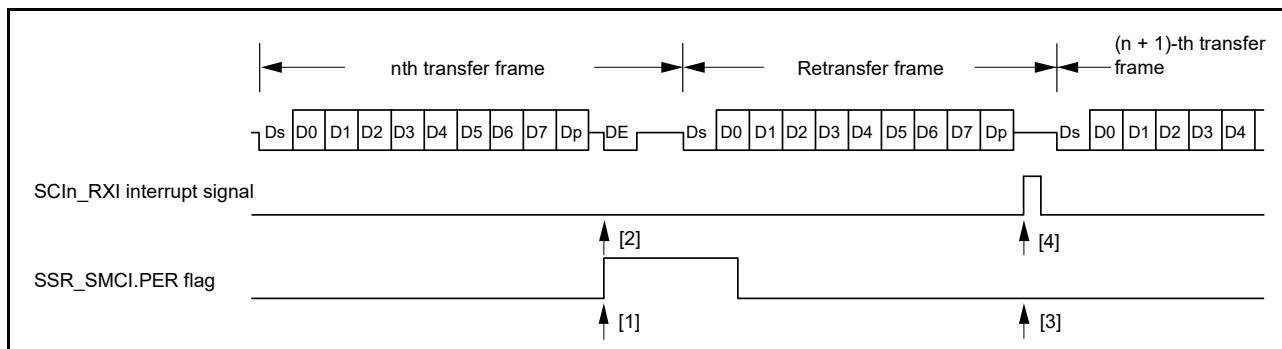 (n + 1)-th transfer
nth transfer frame Retransfer frame frame
Ds D0 D1 D2 D3 D4 D5 D6 D7 Dp DE Ds D0 D1 D2 D3 D4 D5 D6 D7 Dp Ds D0 D1 D2 D3 D4
SCIn_RXI interrupt signal
[2] [4]
SSR_SMCI.PER flag
[1] [3]